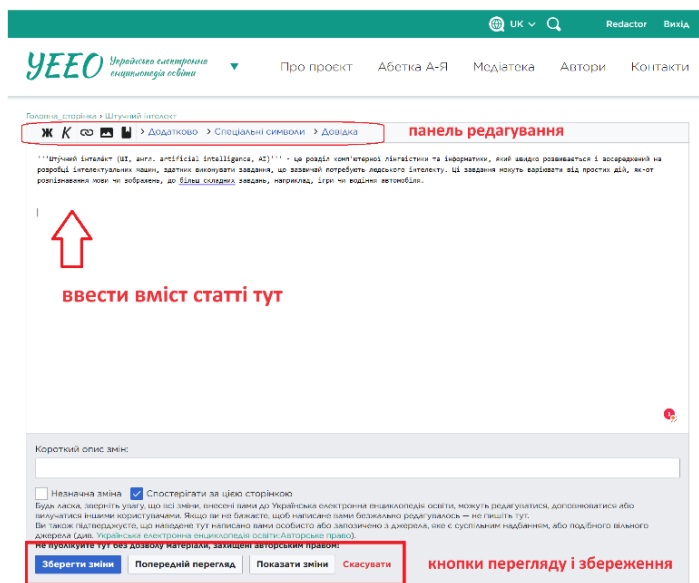 UK
Redactor Вихід
УЕЕО Українська електронна
енциклопедія освіти
Про проєкт Абетка А-Я Медіатека Автори Контакти
Головна_сторінка > Штучний інтелект
Ж К > Додатково > Спеціальні символи > Довідка панель редагування
'''Шту́чний інтеле́кт (ШІ, англ. artificial intelligence, AI)''' - це розділ комп'ютерної лінгвістики та інформатики, який швидко розвивається і зосереджений на
розробці інтелектуальних машин, здатних виконувати завдання, що зазвичай потребують людського інтелекту. Ці завдання можуть варіювати від простих дій, як-от
розпізнавання мови чи зображень, до більш складних завдань, наприклад, ігри чи водіння автомобіля.
ввести вміст статті тут
Короткий опис змін:
Незначна зміна Спостерігати за цією сторінкою
Будь ласка, зверніть увагу, що всі зміни, внесені вами до Українська електронна енциклопедія освіти, можуть редагуватися, доповнюватися або
вилучатися іншими користувачами. Якщо ви не бажаєте, щоб написане вами безжально редагувалось — не пишіть тут.
Ви також підтверджуєте, що наведене тут написано вами особисто або запозичено з джерела, яке є суспільним надбанням, або подібного вільного
джерела (див. Українська електронна енциклопедія освіти:Авторське право).
Не публікуйте тут без дозволу матеріали, захищені авторським правом!
Зберегти зміни Попередній перегляд Показати зміни Скасувати кнопки перегляду і збереження